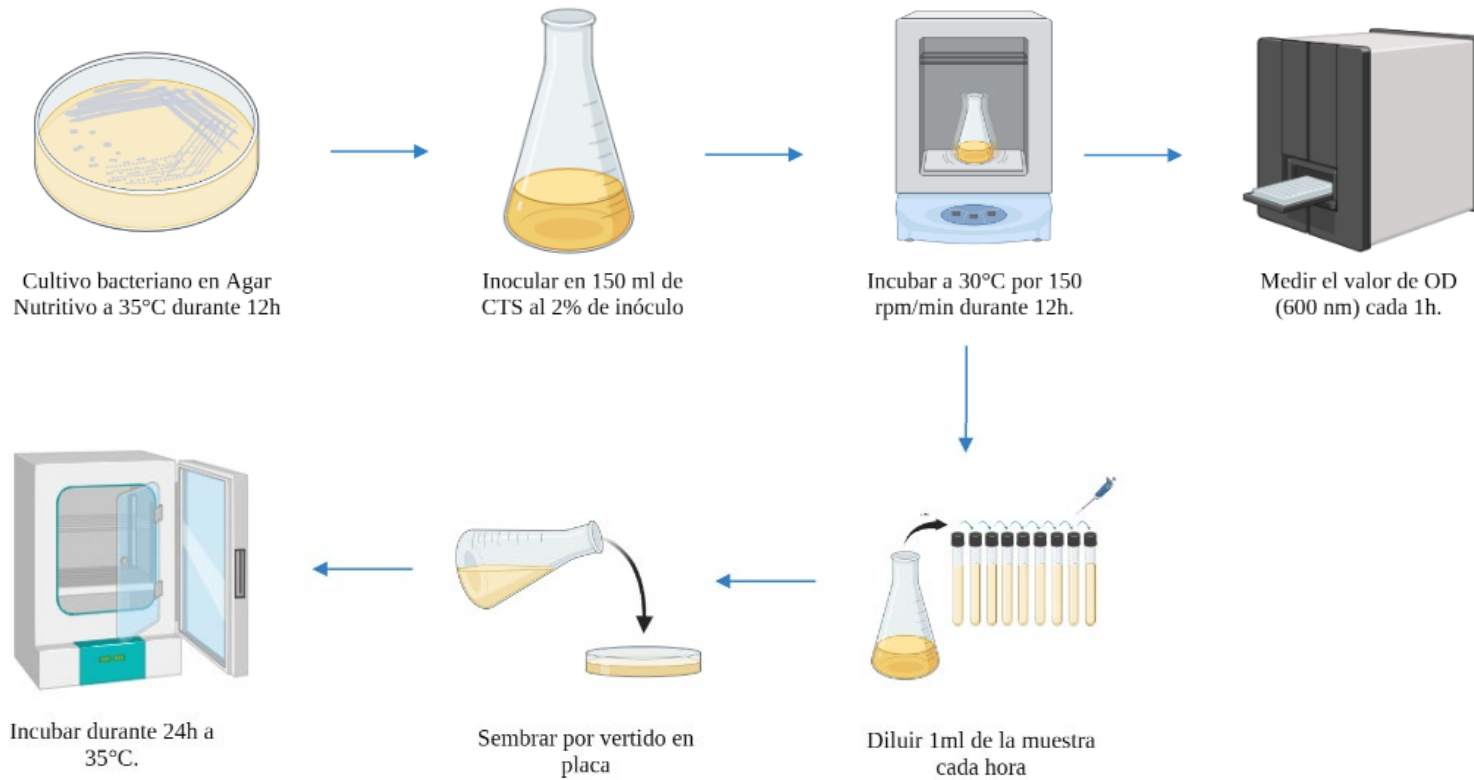 Cultivo bacteriano en Agar
Nutritivo a 35°C durante 12h
Inocular en 150 ml de
CTS al 2% de inóculo
Incubar a 30°C por 150
rpm/min durante 12h.
Medir el valor de OD
(600 nm) cada 1h.
Incubar durante 24h a
35°C.
Sembrar por vertido en
placa
Diluir 1ml de la muestra
cada hora